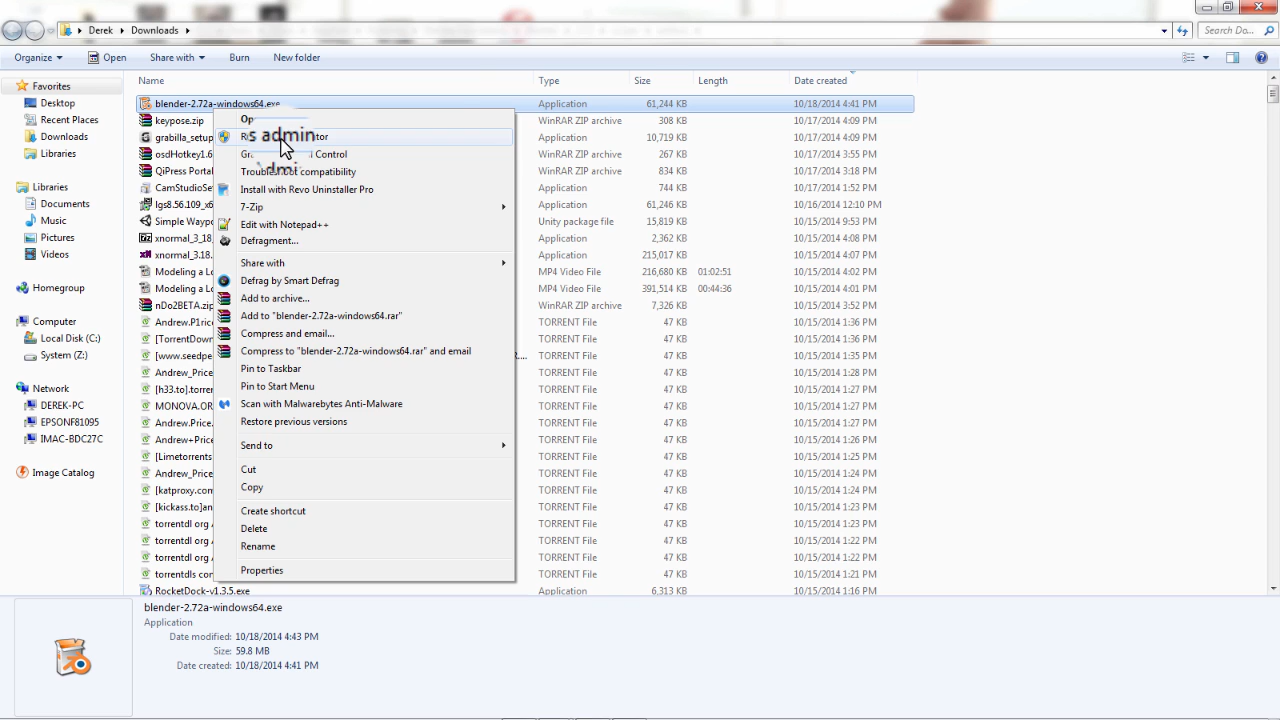 Derek ▸ Downloads
Search Do...
Organize
Open
Share with
Burn
New folder
Name
Type
Size
Length
Date created
Favorites
Desktop
Recent Places
Downloads
Libraries
Libraries
Documents
Music
Pictures
Videos
Homegroup
Computer
Local Disk (C:)
System (Z:)
Network
DEREK-PC
EPSONF81095
IMAC-BDC27C
Image Catalog
blender-2.72a-windows64.exe Application 61,244 KB 10/18/2014 4:41 PM
keypose.zip WinRAR ZIP archive 9,215 KB 10/17/2014 4:09 PM
grabilla_setup Application 10,719 KB 10/17/2014 4:09 PM
osdHotkey1.6 WinRAR ZIP archive 267 KB 10/17/2014 3:55 PM
QiPress Portal WinRAR ZIP archive 834 KB 10/17/2014 3:18 PM
CamStudioSet Application 744 KB 10/17/2014 1:52 PM
lgs8.56.109_x6 Application 61,246 KB 10/16/2014 12:10 PM
Simple Waypo Unity package file 15,819 KB 10/15/2014 9:53 PM
xnormal_3_18 Application 2,362 KB 10/15/2014 4:08 PM
xnormal_3.18. Application 215,017 KB 10/15/2014 4:07 PM
Modeling a Lo MP4 Video File 216,680 KB 01:02:51 10/15/2014 4:02 PM
Modeling a Lo MP4 Video File 391,514 KB 00:44:36 10/15/2014 4:01 PM
nDo2BETA.zip WinRAR ZIP archive 7,326 KB 10/15/2014 3:52 PM
Andrew.P1rice TORRENT File 47 KB 10/15/2014 1:36 PM
[TorrentDown TORRENT File 47 KB 10/15/2014 1:36 PM
[www.seedpe r.... TORRENT File 47 KB 10/15/2014 1:35 PM
Andrew_Price TORRENT File 47 KB 10/15/2014 1:28 PM
[h33.to].torren TORRENT File 47 KB 10/15/2014 1:27 PM
MONOVA.OR TORRENT File 47 KB 10/15/2014 1:27 PM
Andrew.Price. TORRENT File 47 KB 10/15/2014 1:27 PM
Andrew+Price TORRENT File 47 KB 10/15/2014 1:26 PM
[Limetorrents TORRENT File 47 KB 10/15/2014 1:25 PM
Andrew_Price TORRENT File 47 KB 10/15/2014 1:24 PM
[katproxy.com TORRENT File 47 KB 10/15/2014 1:24 PM
[kickass.to]an TORRENT File 47 KB 10/15/2014 1:23 PM
torrentdl org A TORRENT File 47 KB 10/15/2014 1:23 PM
torrentdl org A TORRENT File 47 KB 10/15/2014 1:22 PM
torrentdl org A TORRENT File 47 KB 10/15/2014 1:22 PM
torrentdls con TORRENT File 47 KB 10/15/2014 1:21 PM
RocketDock-v1.3.5.exe Application 6,313 KB 10/15/2014 1:16 PM
s admin
Control
Troubleshoot compatibility
Install with Revo Uninstaller Pro
7-Zip
Edit with Notepad++
Defragment...
Share with
Defrag by Smart Defrag
Add to archive...
Add to "blender-2.72a-windows64.rar"
Compress and email...
Compress to "blender-2.72a-windows64.rar" and email
Pin to Taskbar
Pin to Start Menu
Scan with Malwarebytes Anti-Malware
Restore previous versions
Send to
Cut
Copy
Create shortcut
Delete
Rename
Properties
blender-2.72a-windows64.exe
Application
Date modified: 10/18/2014 4:43 PM
Size: 59.8 MB
Date created: 10/18/2014 4:41 PM